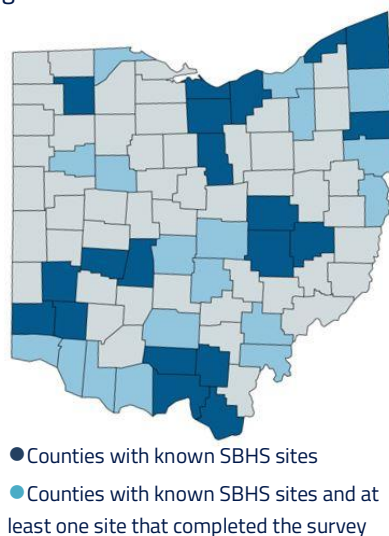 Counties with known SBHS sites
Counties with known SBHS sites and at
least one site that completed the survey